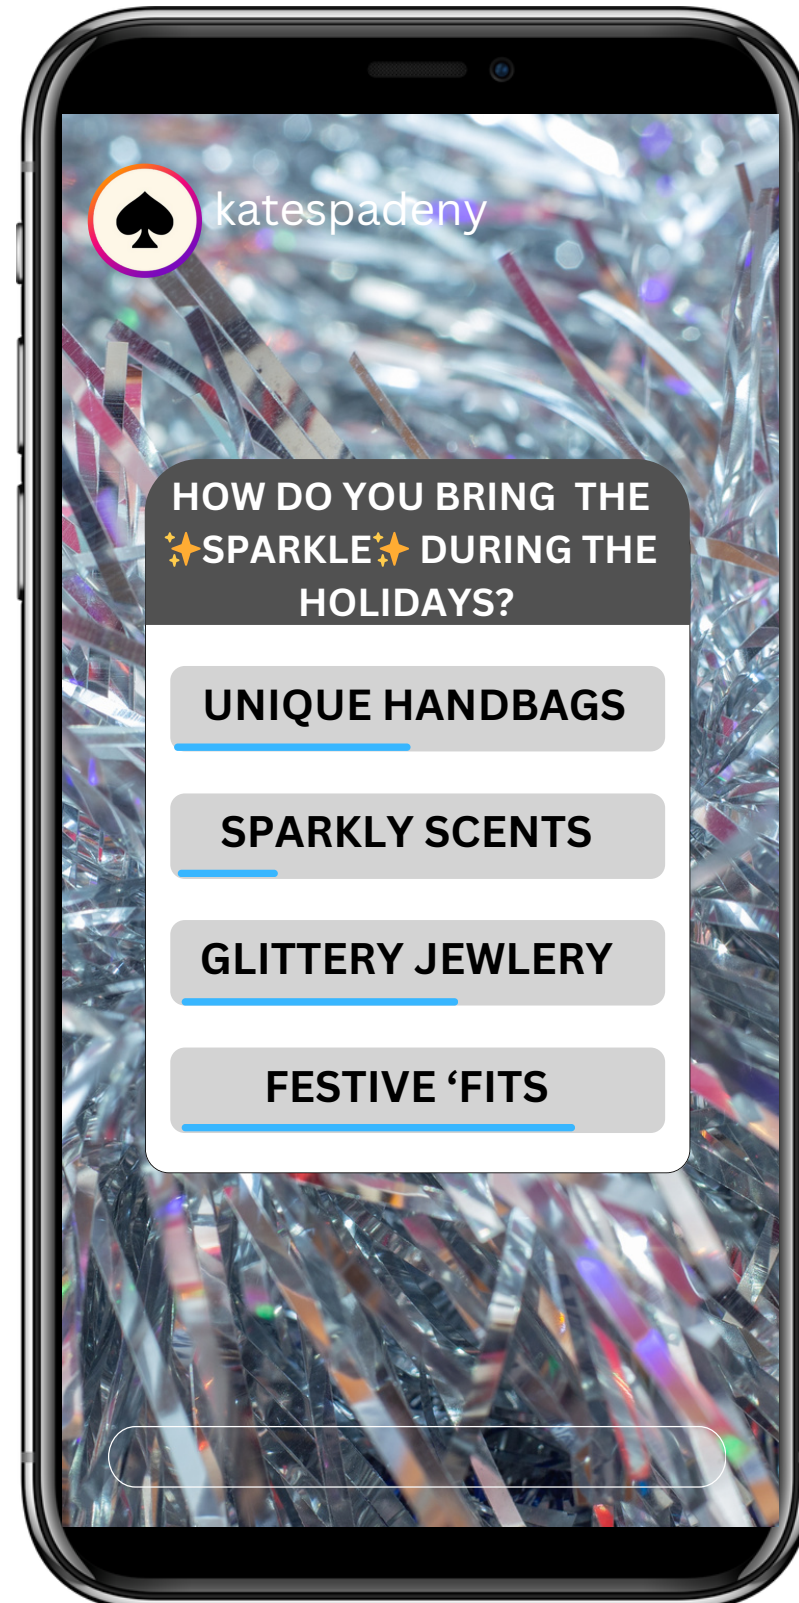 katespadeny
HOW DO YOU BRING THE
✨SPARKLE✨ DURING THE
HOLIDAYS?
UNIQUE HANDBAGS
SPARKLY SCENTS
GLITTERY JEWLERY
FESTIVE ‘FITS